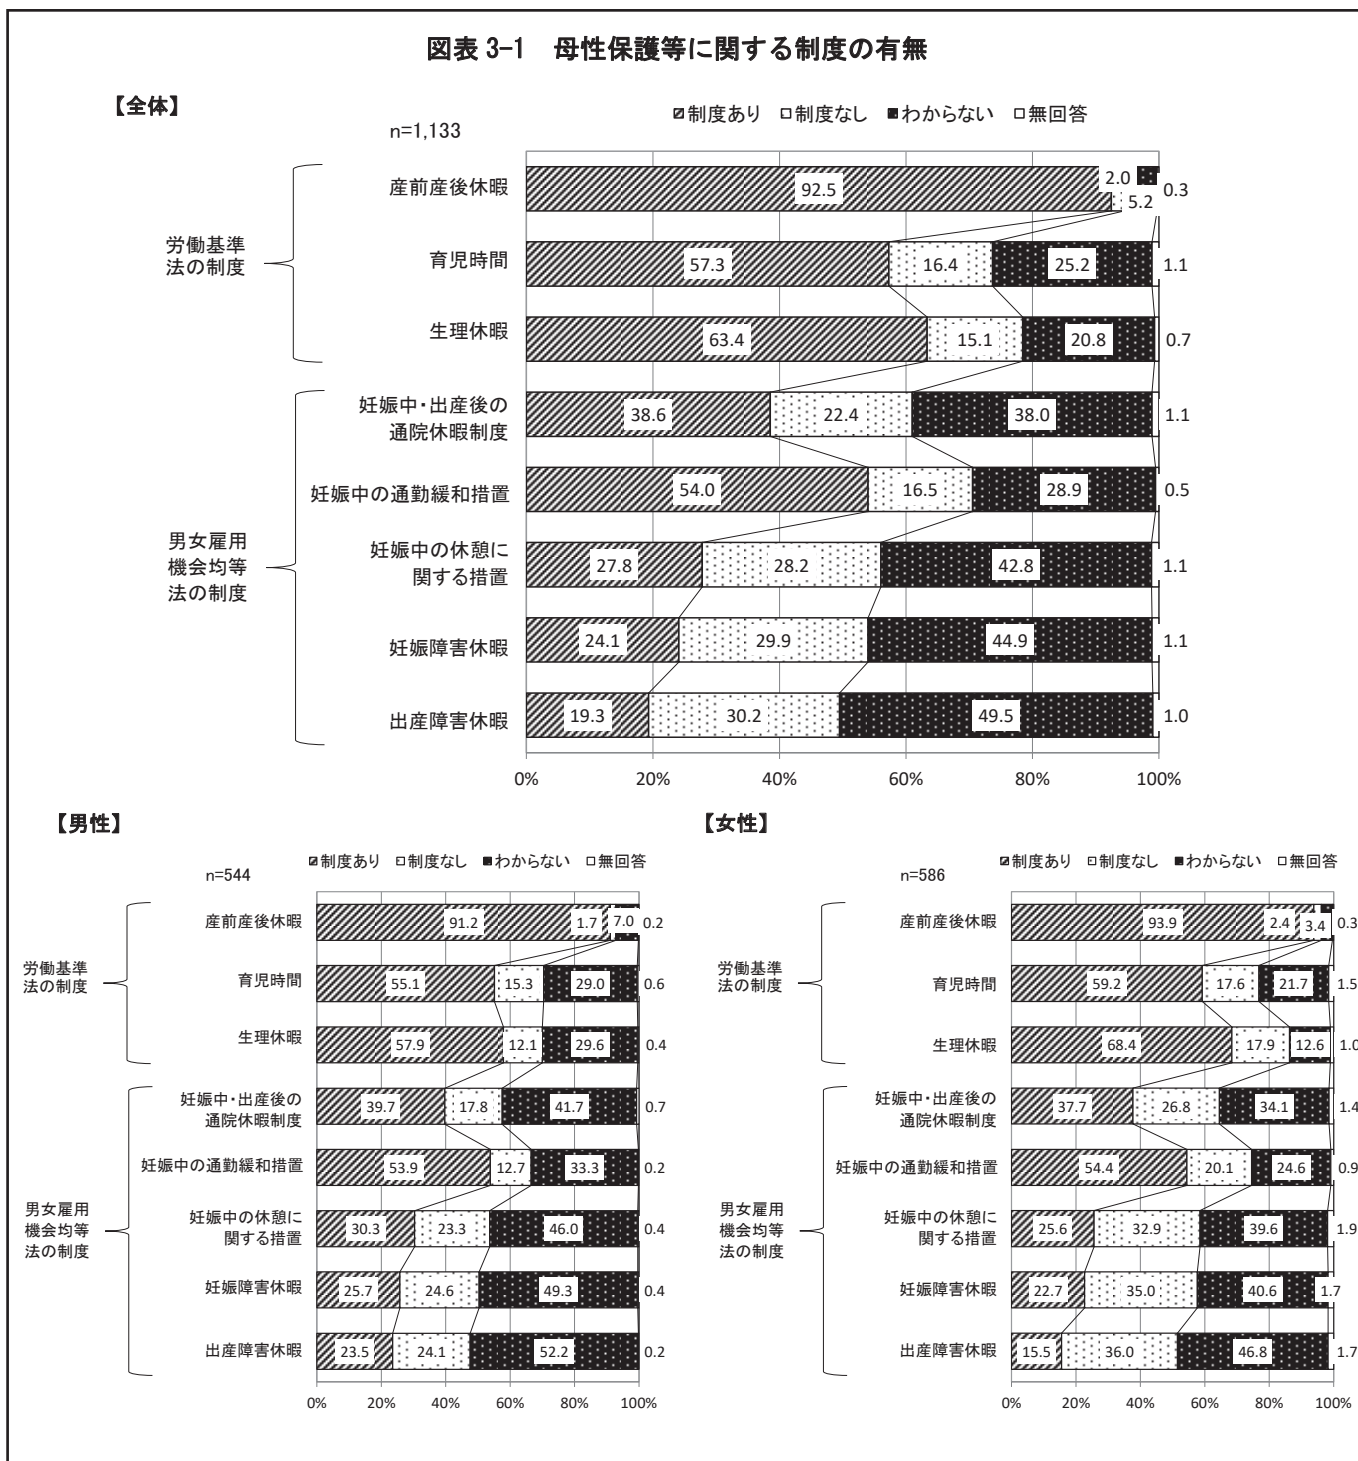 図表 3-1　母性保護等に関する制度の有無
【全体】
n=1,133
制度あり 制度なし わからない 無回答
労働基準
法の制度
産前産後休暇 92.5 2.0 5.2 0.3
育児時間 57.3 16.4 25.2 1.1
生理休暇 63.4 15.1 20.8 0.7
男女雇用
機会均等
法の制度
妊娠中・出産後の
通院休暇制度 38.6 22.4 38.0 1.1
妊娠中の通勤緩和措置 54.0 16.5 28.9 0.5
妊娠中の休憩に
関する措置 27.8 28.2 42.8 1.1
妊娠障害休暇 24.1 29.9 44.9 1.1
出産障害休暇 19.3 30.2 49.5 1.0
0% 20% 40% 60% 80% 100%
【男性】
n=544
制度あり 制度なし わからない 無回答
労働基準
法の制度
産前産後休暇 91.2 1.7 7.0 0.2
育児時間 55.1 15.3 29.0 0.6
生理休暇 57.9 12.1 29.6 0.4
男女雇用
機会均等
法の制度
妊娠中・出産後の
通院休暇制度 39.7 17.8 41.7 0.7
妊娠中の通勤緩和措置 53.9 12.7 33.3 0.2
妊娠中の休憩に
関する措置 30.3 23.3 46.0 0.4
妊娠障害休暇 25.7 24.6 49.3 0.4
出産障害休暇 23.5 24.1 52.2 0.2
0% 20% 40% 60% 80% 100%
【女性】
n=586
制度あり 制度なし わからない 無回答
労働基準
法の制度
産前産後休暇 93.9 2.4 3.4 0.3
育児時間 59.2 17.6 21.7 1.5
生理休暇 68.4 17.9 12.6 1.0
男女雇用
機会均等
法の制度
妊娠中・出産後の
通院休暇制度 37.7 26.8 34.1 1.4
妊娠中の通勤緩和措置 54.4 20.1 24.6 0.9
妊娠中の休憩に
関する措置 25.6 32.9 39.6 1.9
妊娠障害休暇 22.7 35.0 40.6 1.7
出産障害休暇 15.5 36.0 46.8 1.7
0% 20% 40% 60% 80% 100%